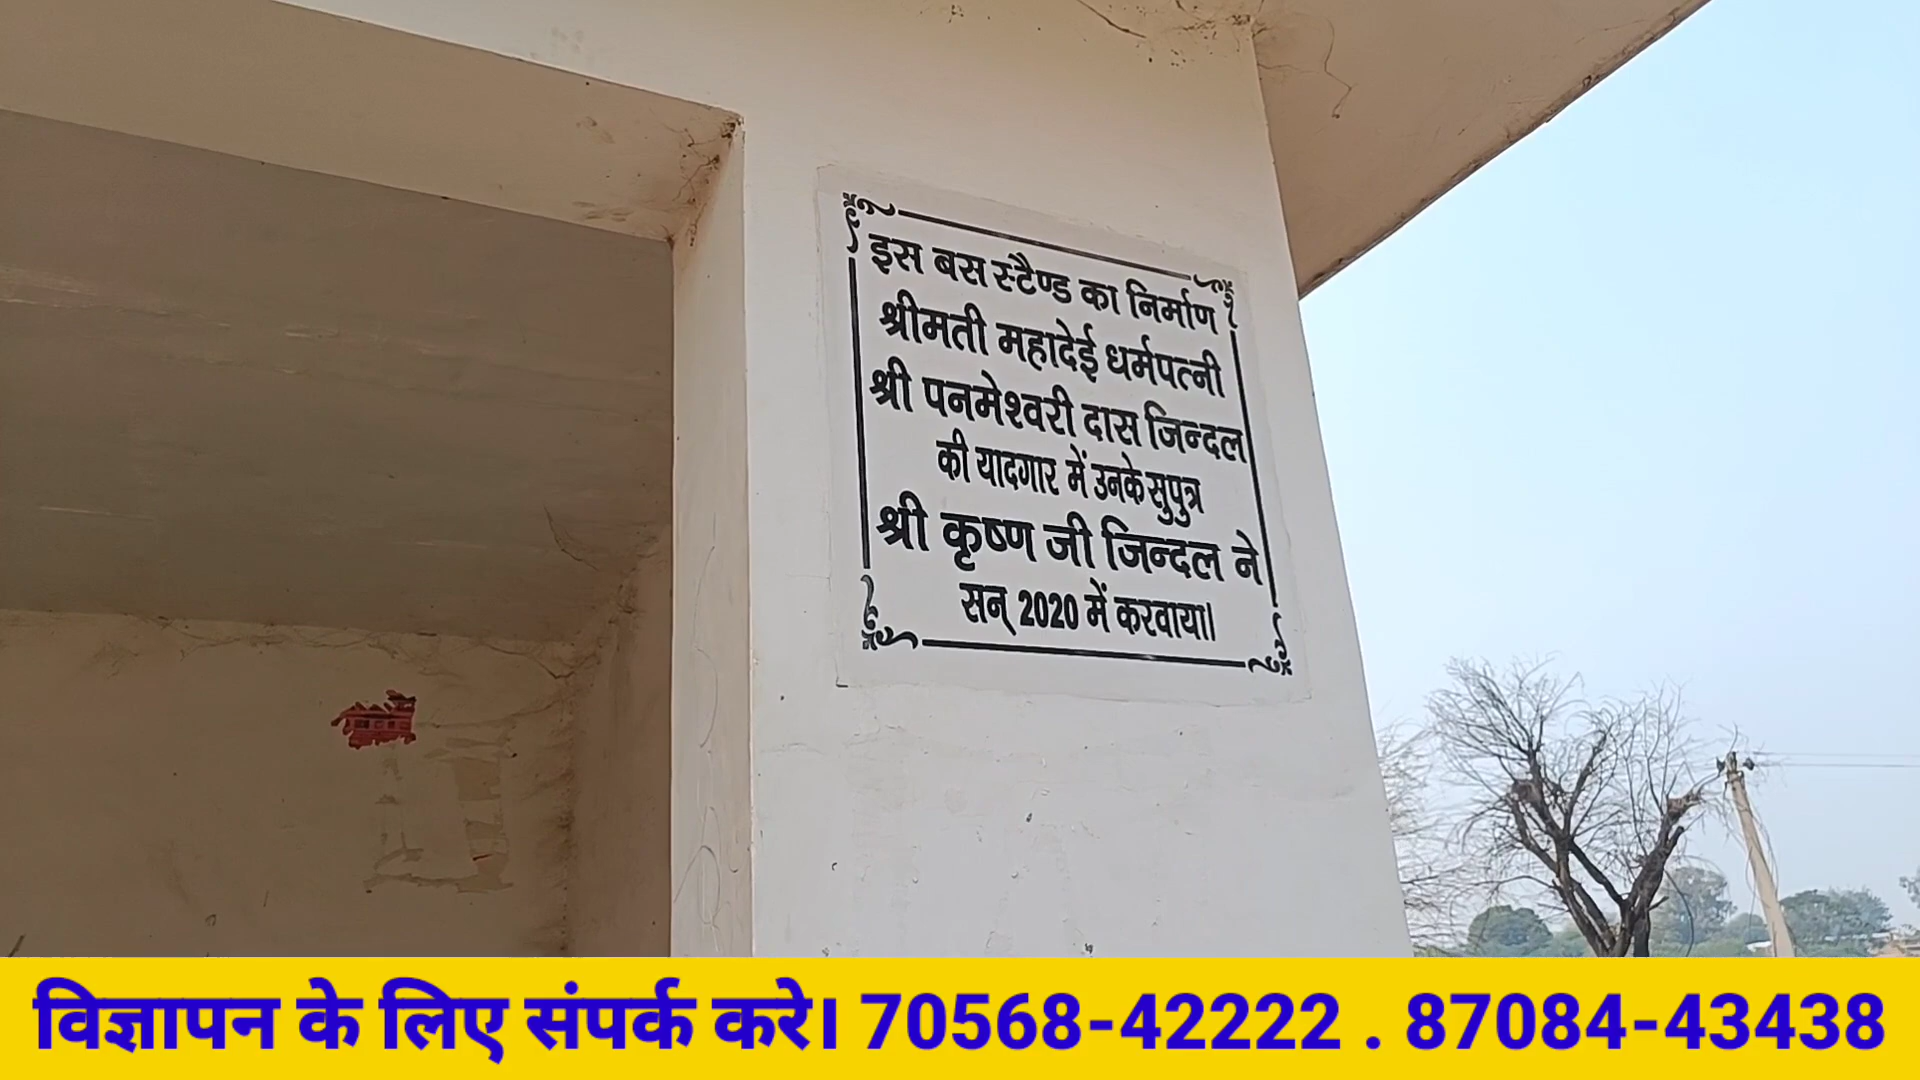 इस बस स्टैण्ड का निर्माण
श्रीमती महादेई धर्मपत्नी
श्री पनमेश्वरी दास जिन्दल
की यादगार में उनके सुपुत्र
श्री कृष्ण जी जिन्दल ने
सन् 2020 में करवाया।
विज्ञापन के लिए संपर्क करे। 70568-42222 . 87084-43438